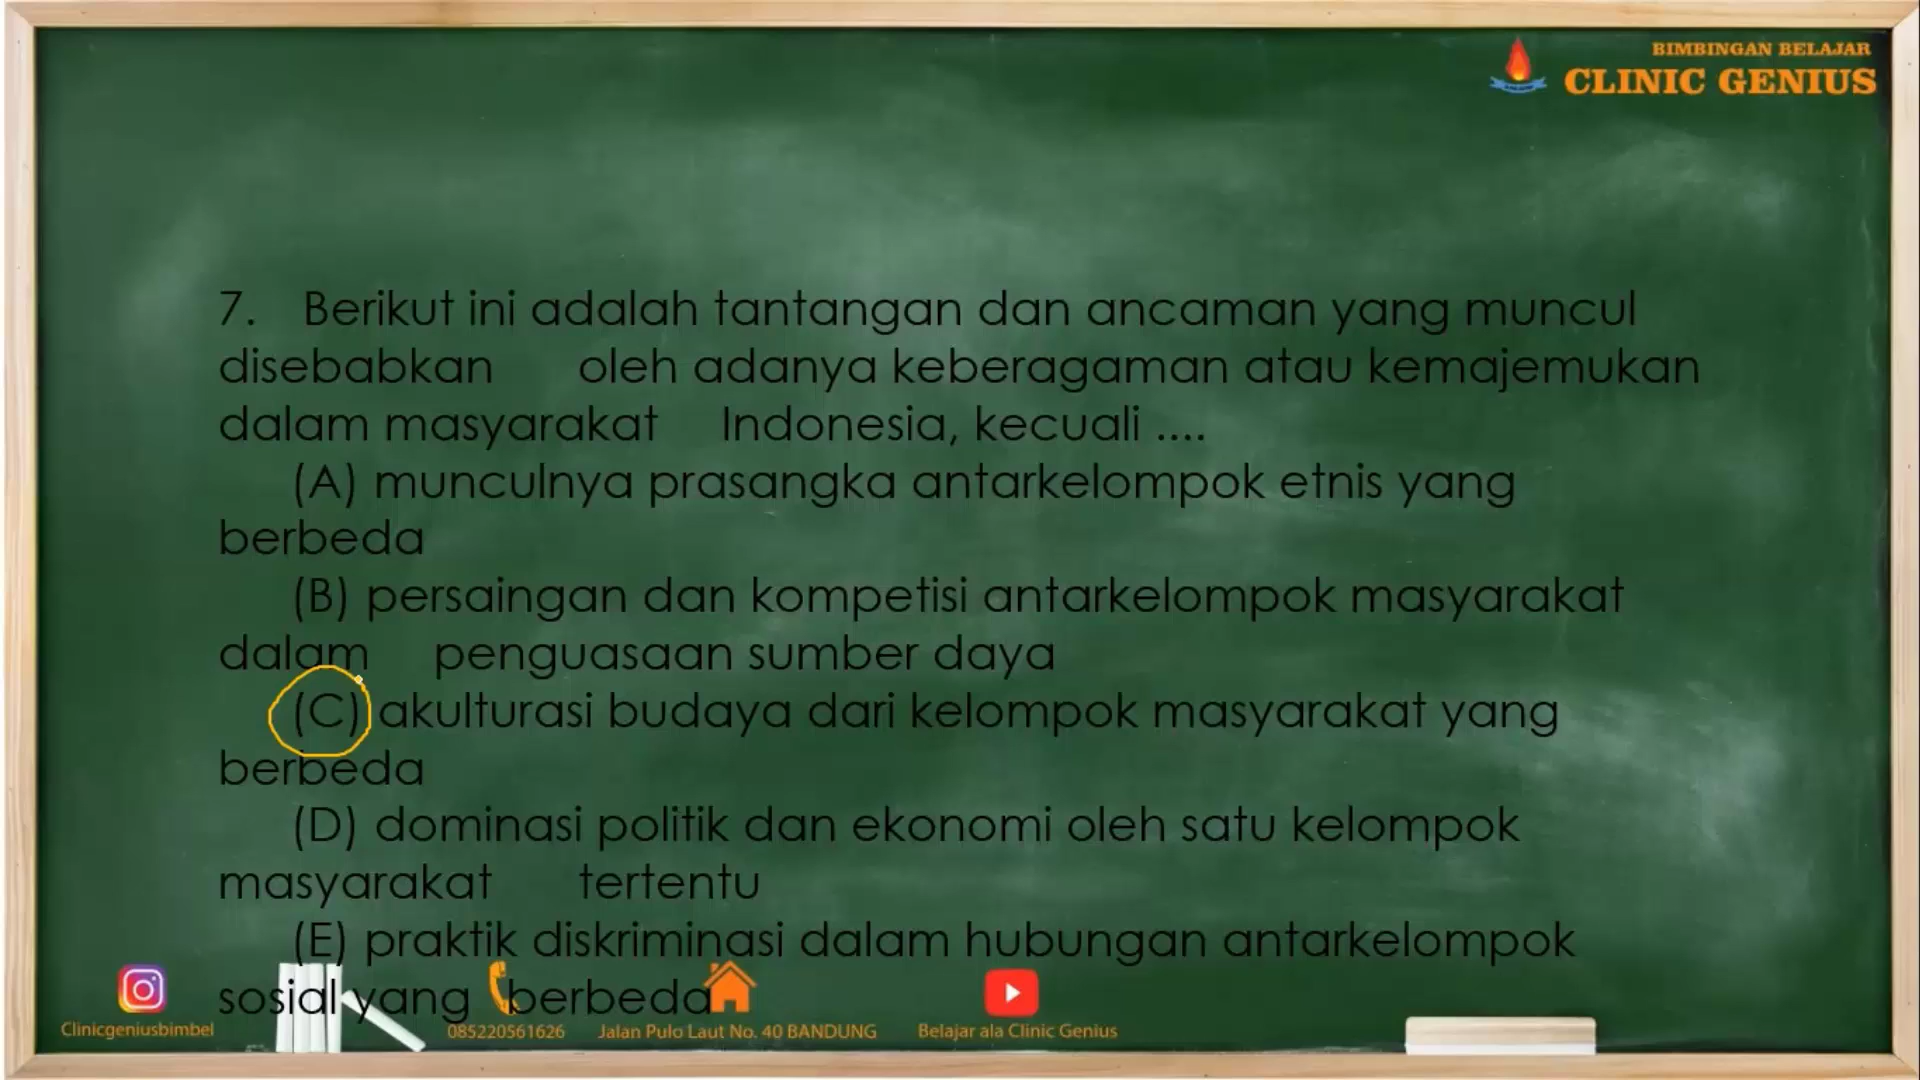 BIMBINGAN BELAJAR
CLINIC GENIUS
7. Berikut ini adalah tantangan dan ancaman yang muncul
disebabkan oleh adanya keberagaman atau kemajemukan
dalam masyarakat Indonesia, kecuali ....
(A) munculnya prasangka antarkelompok etnis yang
berbeda
(B) persaingan dan kompetisi antarkelompok masyarakat
dalam penguasaan sumber daya
(C) akulturasi budaya dari kelompok masyarakat yang
berbeda
(D) dominasi politik dan ekonomi oleh satu kelompok
masyarakat tertentu
(E) praktik diskriminasi dalam hubungan antarkelompok
sosial yang berbeda
Clinicgeniusbimbel 085220561626 Jalan Pulo Laut No. 40 BANDUNG Belajar ala Clinic Genius